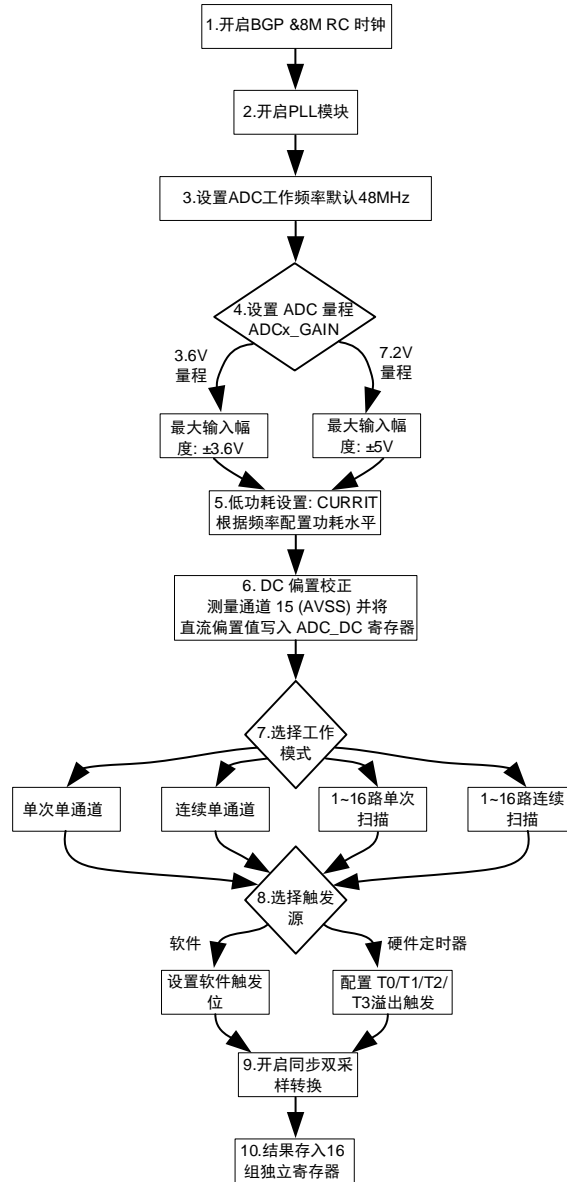 1.开启BGP &8M RC 时钟
2.开启PLL模块
3.设置ADC工作频率默认48MHz
4.设置 ADC 量程
ADCx_GAIN
3.6V
量程
7.2V
量程
最大输入幅
度: ±3.6V
最大输入幅
度: ±5V
5.低功耗设置: CURRIT
根据频率配置功耗水平
6. DC 偏置校正
测量通道 15 (AVSS) 并将
直流偏置值写入 ADC_DC 寄存器
7.选择工作
模式
单次单通道
连续单通道
1~16路单次
扫描
1~16路连续
扫描
8.选择触发
源
软件
硬件定时器
设置软件触发
位
配置 T0/T1/T2/
T3溢出触发
9.开启同步双采
样转换
10.结果存入16
组独立寄存器